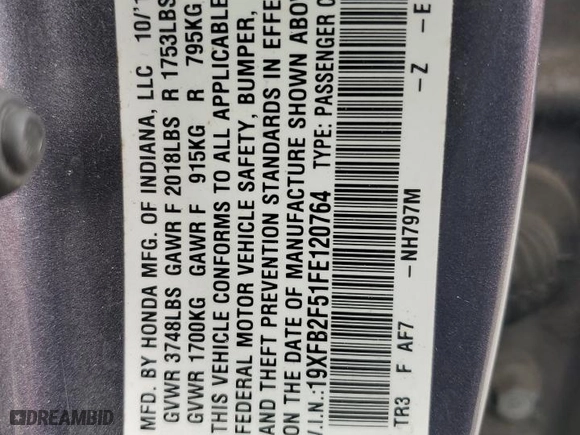 MFD. BY HONDA MFG. OF INDIANA, LLC 10/1
GVWR 3748LBS GAWR F 2018LBS R 1753LBS
GVWR 1700KG GAWR F 915KG R 795KG
THIS VEHICLE CONFORMS TO ALL APPLICABLE
FEDERAL MOTOR VEHICLE SAFETY, BUMPER,
AND THEFT PREVENTION STANDARDS IN EFFE
ON THE DATE OF MANUFACTURE SHOWN ABOV
V.I.N.: 19XFB2F51FE120764 TYPE: PASSENGER C
TR3 F AF7 -NH797M -Z -E
DREAMBID